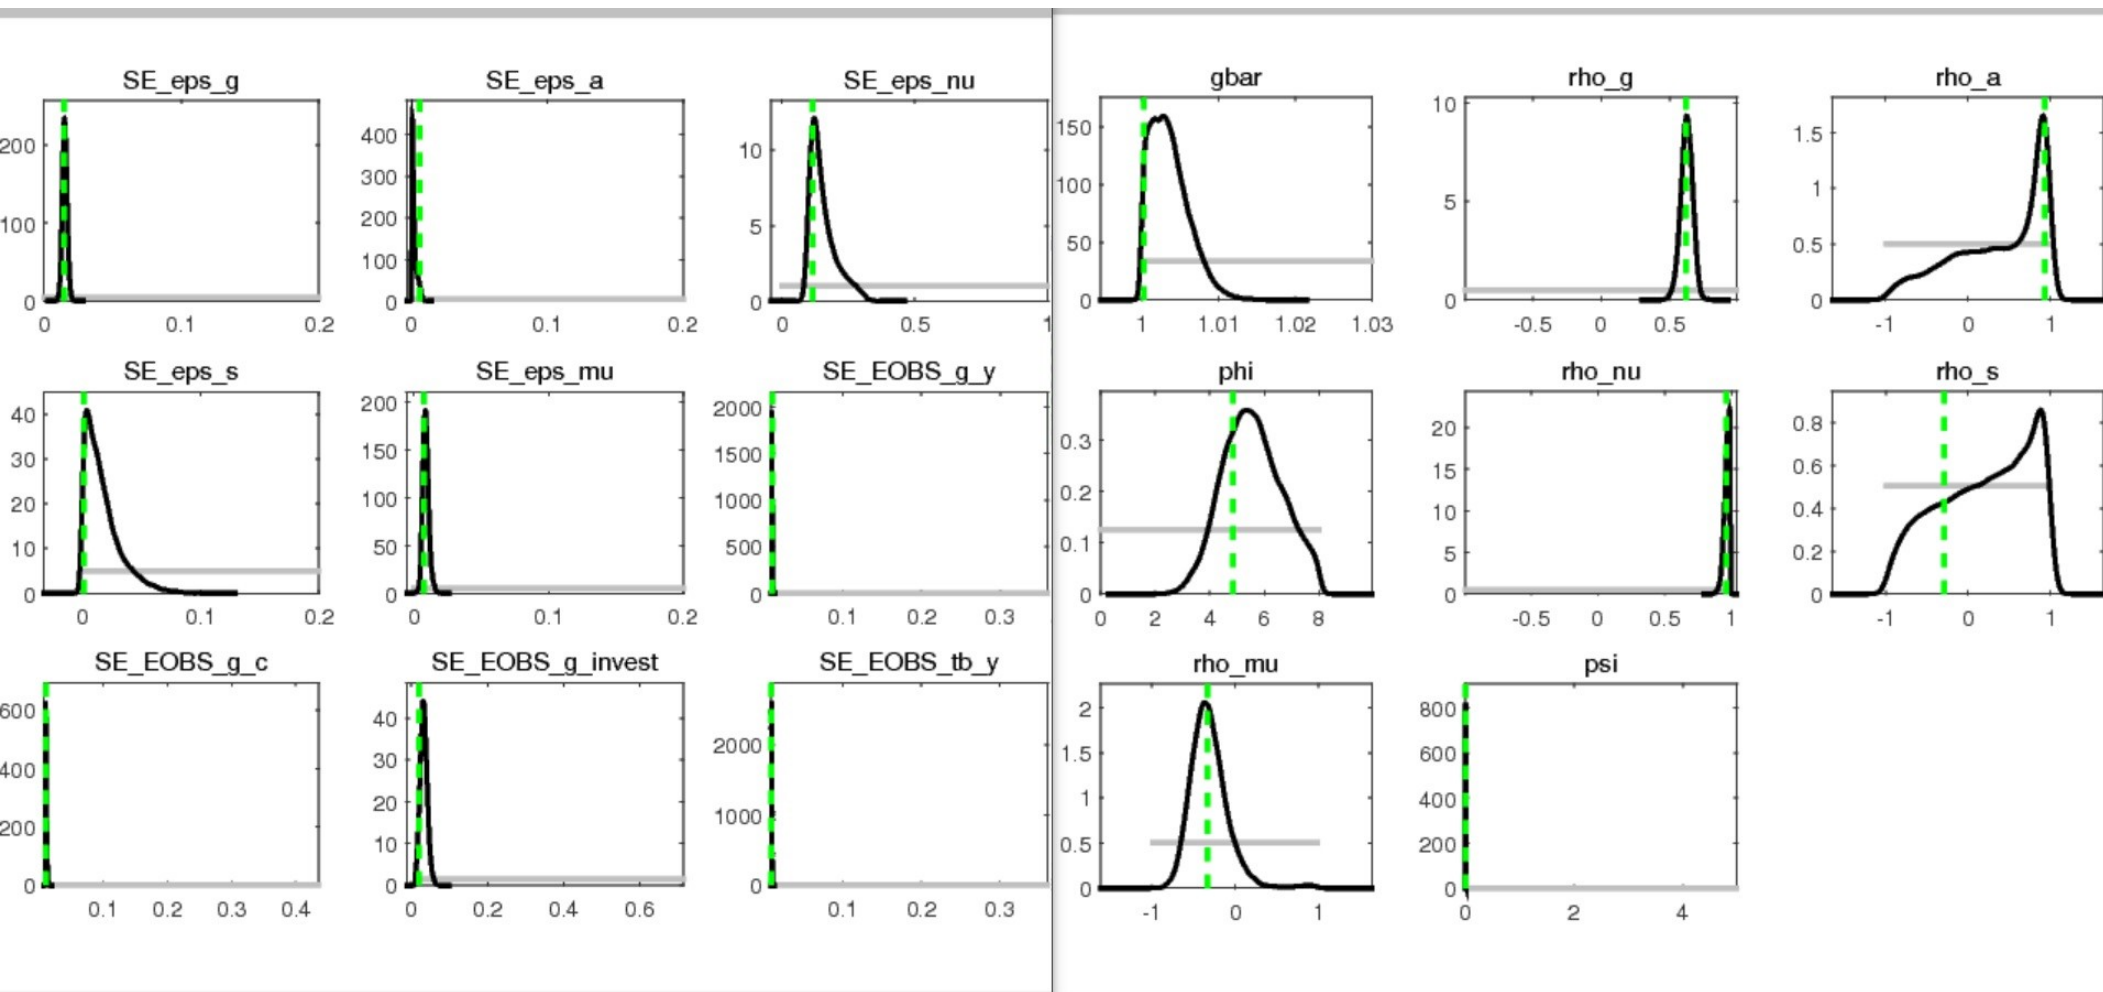 SE_eps_g SE_eps_a SE_eps_nu
200 100 0
0 0.1 0.2
400 300 200 100 0
0 0.1 0.2
10 5 0
0 0.5 1
SE_eps_s SE_eps_mu SE_EOBS_g_y
40 30 20 10 0
0 0.1 0.2
200 150 100 50 0
0 0.1 0.2
2000 1500 1000 500 0
0.1 0.2 0.3
SE_EOBS_g_c SE_EOBS_g_invest SE_EOBS_tb_y
600 400 200 0
0.1 0.2 0.3 0.4
40 30 20 10 0
0 0.2 0.4 0.6
2000 1000 0
0.1 0.2 0.3
gbar rho_g rho_a
150 100 50 0
1 1.01 1.02 1.03
10 5 0
-0.5 0 0.5
1.5 1 0.5 0
-1 0 1
phi rho_nu rho_s
0.3 0.2 0.1 0
0 2 4 6 8
20 15 10 5 0
-0.5 0 0.5 1
0.8 0.6 0.4 0.2 0
-1 0 1
rho_mu psi
2 1.5 1 0.5 0
-1 0 1
800 600 400 200 0
0 2 4